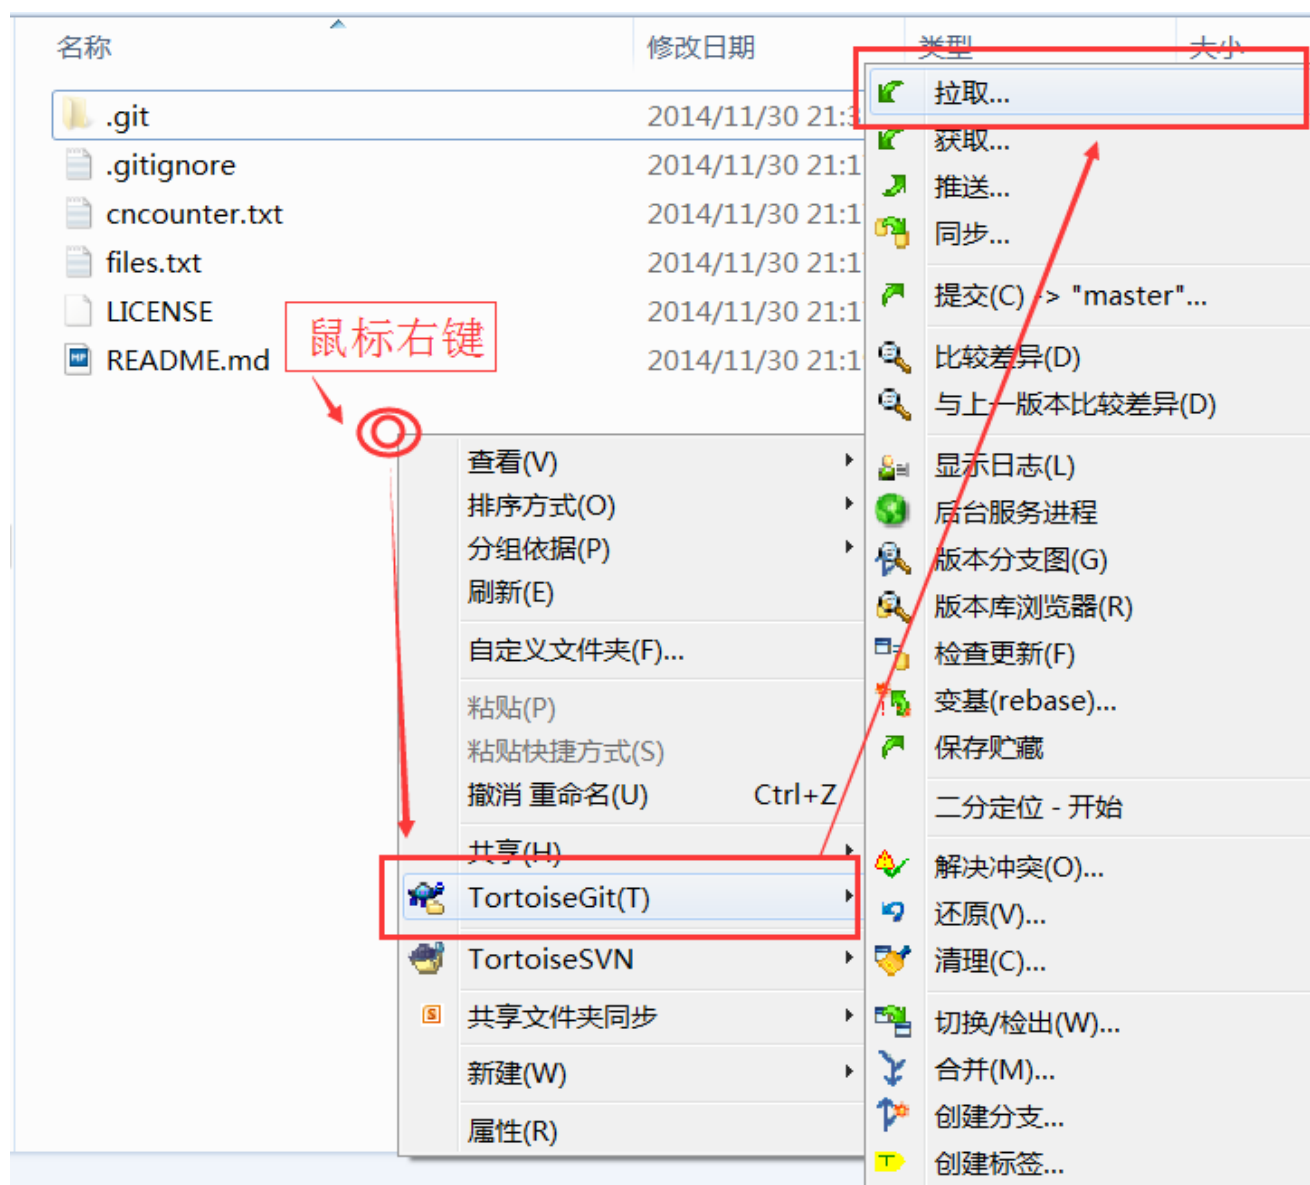 名称 修改日期 类型 大小
.git 2014/11/30 21:3
.gitignore 2014/11/30 21:1
cncounter.txt 2014/11/30 21:1
files.txt 2014/11/30 21:1
LICENSE 2014/11/30 21:1
README.md 2014/11/30 21:1
鼠标右键
查看(V)
排序方式(O)
分组依据(P)
刷新(E)
自定义文件夹(F)...
粘贴(P)
粘贴快捷方式(S)
撤消 重命名(U) Ctrl+Z
共享(H)
TortoiseGit(T)
TortoiseSVN
共享文件夹同步
新建(W)
属性(R)
拉取...
获取...
推送...
同步...
提交(C) -> "master"...
比较差异(D)
与上一版本比较差异(D)
显示日志(L)
后台服务进程
版本分支图(G)
版本库浏览器(R)
检查更新(F)
变基(rebase)...
保存贮藏
二分定位 - 开始
解决冲突(O)...
还原(V)...
清理(C)...
切换/检出(W)...
合并(M)...
创建分支...
创建标签...